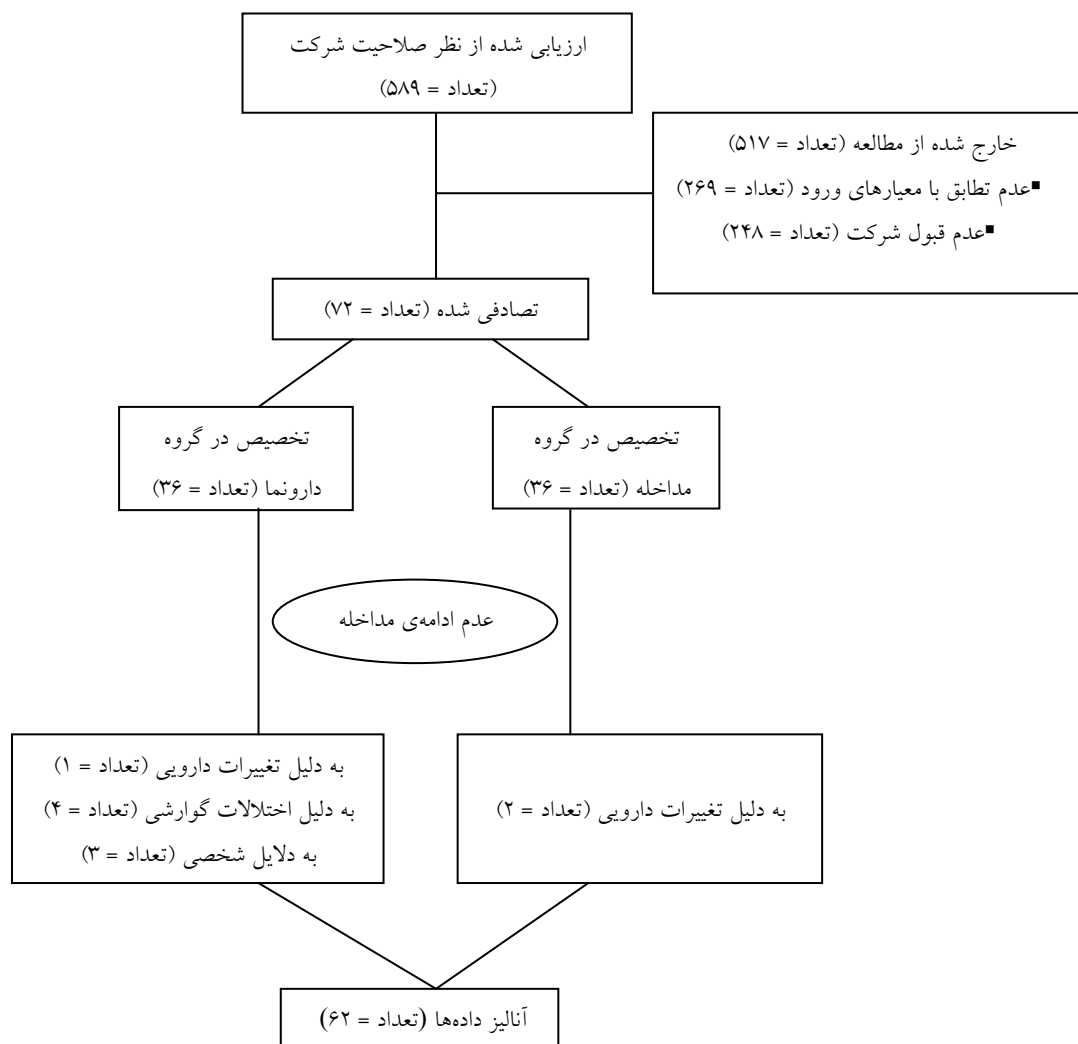 ارزیابی شده از نظر صلاحیت شرکت
(تعداد = ۵۸۹)
خارج شده از مطالعه (تعداد = ۵۱۷)
▪عدم تطابق با معیارهای ورود (تعداد = ۲۶۹)
▪عدم قبول شرکت (تعداد = ۲۴۸)
تصادفی شده (تعداد = ۷۲)
تخصیص در گروه
مداخله (تعداد = ۳۶)
تخصیص در گروه
دارونما (تعداد = ۳۶)
عدم ادامه‌ی مداخله
به دلیل تغییرات دارویی (تعداد = ۲)
به دلیل تغییرات دارویی (تعداد = ۱)
به دلیل اختلالات گوارشی (تعداد = ۴)
به دلایل شخصی (تعداد = ۳)
آنالیز داده‌ها (تعداد = ۶۲)